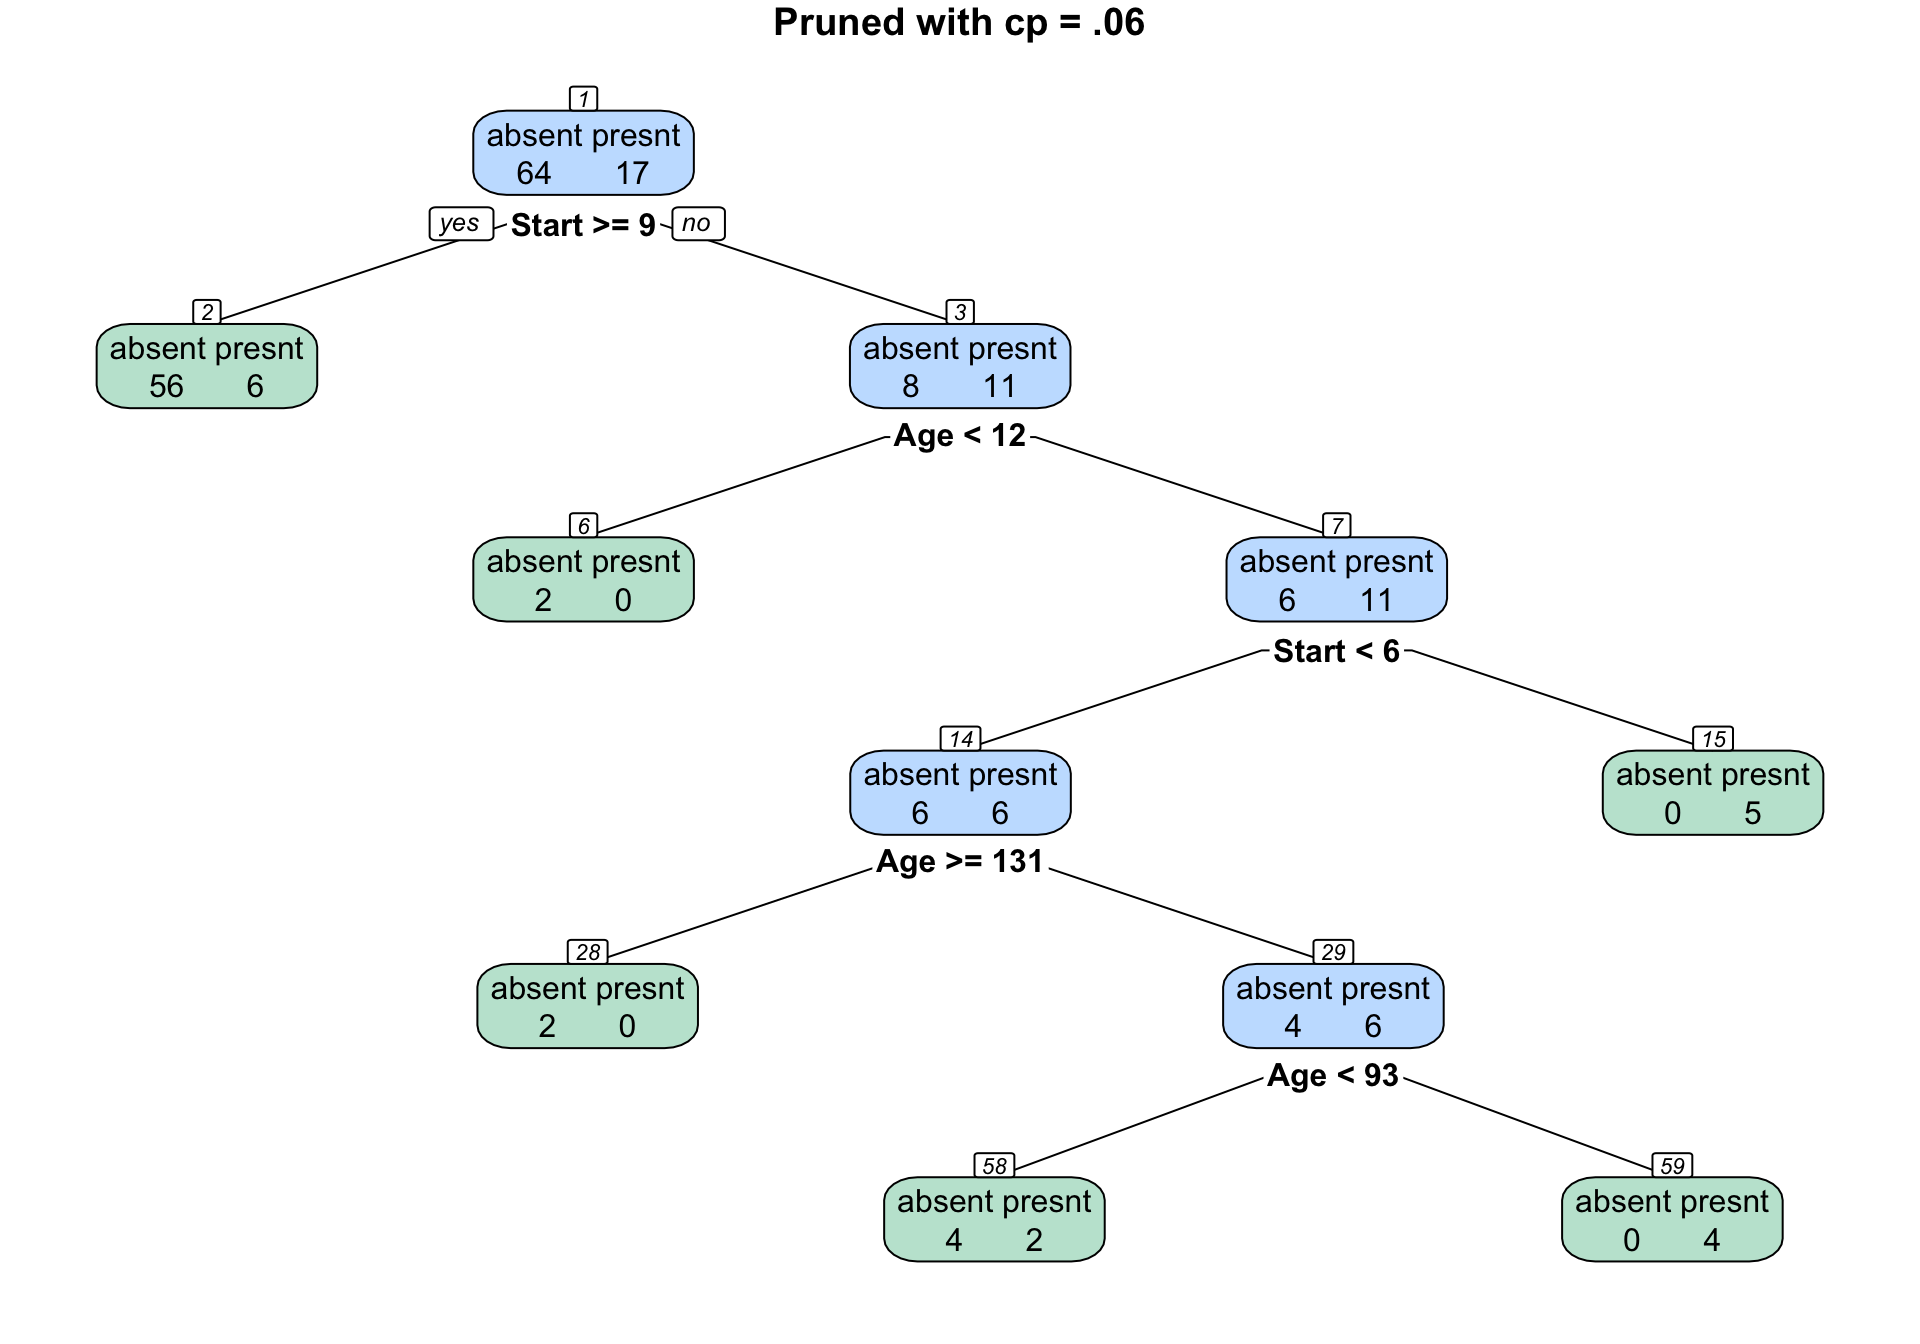 Pruned with cp = .06
1
absent presnt
64 17
yes Start >= 9 no
2
absent presnt
56 6
3
absent presnt
8 11
Age < 12
6
absent presnt
2 0
7
absent presnt
6 11
Start < 6
14
absent presnt
6 6
15
absent presnt
0 5
Age >= 131
28
absent presnt
2 0
29
absent presnt
4 6
Age < 93
58
absent presnt
4 2
59
absent presnt
0 4